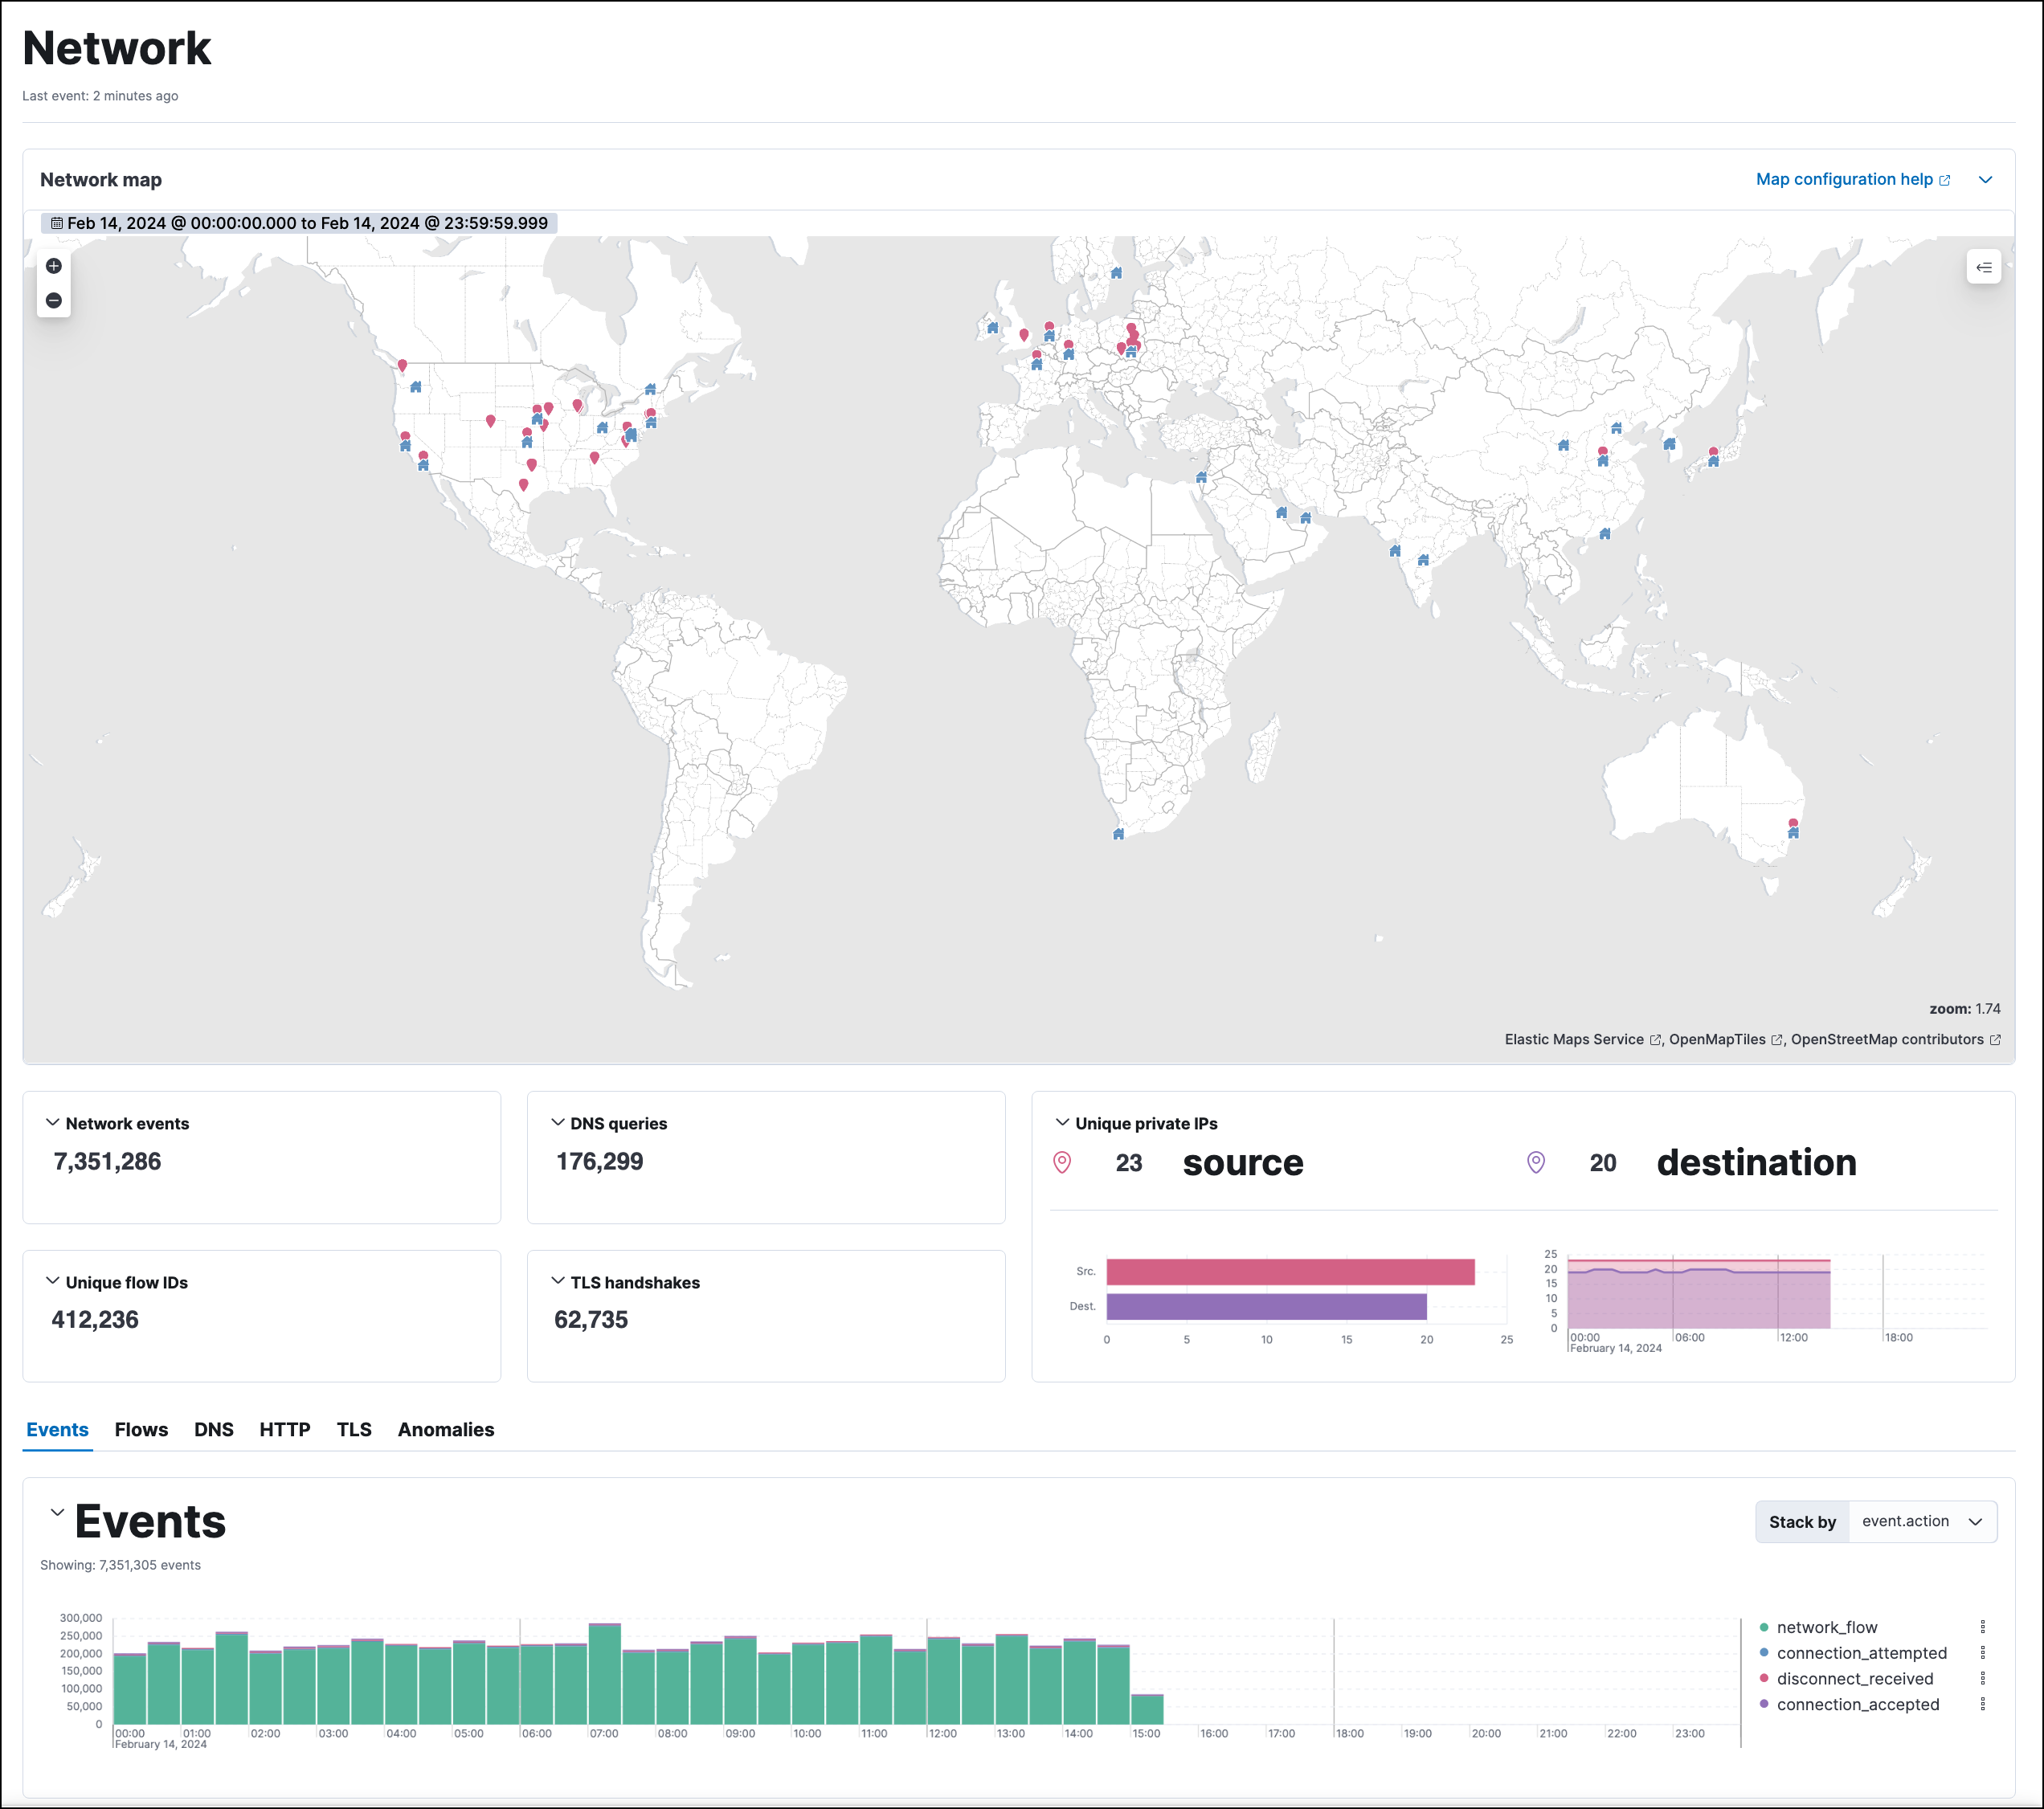 Network
Last event: 2 minutes ago
Network map
Map configuration help
Feb 14, 2024 @ 00:00:00.000 to Feb 14, 2024 @ 23:59:59.999
zoom: 1.74
Elastic Maps Service , OpenMapTiles , OpenStreetMap contributors
Network events
7,351,286
DNS queries
176,299
Unique private IPs
23 source
20 destination
Unique flow IDs
412,236
TLS handshakes
62,735
Src.
Dest.
0 5 10 15 20 25
25
20
15
10
5
0
00:00 06:00 12:00 18:00
February 14, 2024
Events Flows DNS HTTP TLS Anomalies
Events
Stack by event.action
Showing: 7,351,305 events
300,000
250,000
200,000
150,000
100,000
50,000
0
00:00 01:00 02:00 03:00 04:00 05:00 06:00 07:00 08:00 09:00 10:00 11:00 12:00 13:00 14:00 15:00 16:00 17:00 18:00 19:00 20:00 21:00 22:00 23:00
February 14, 2024
network_flow
connection_attempted
disconnect_received
connection_accepted